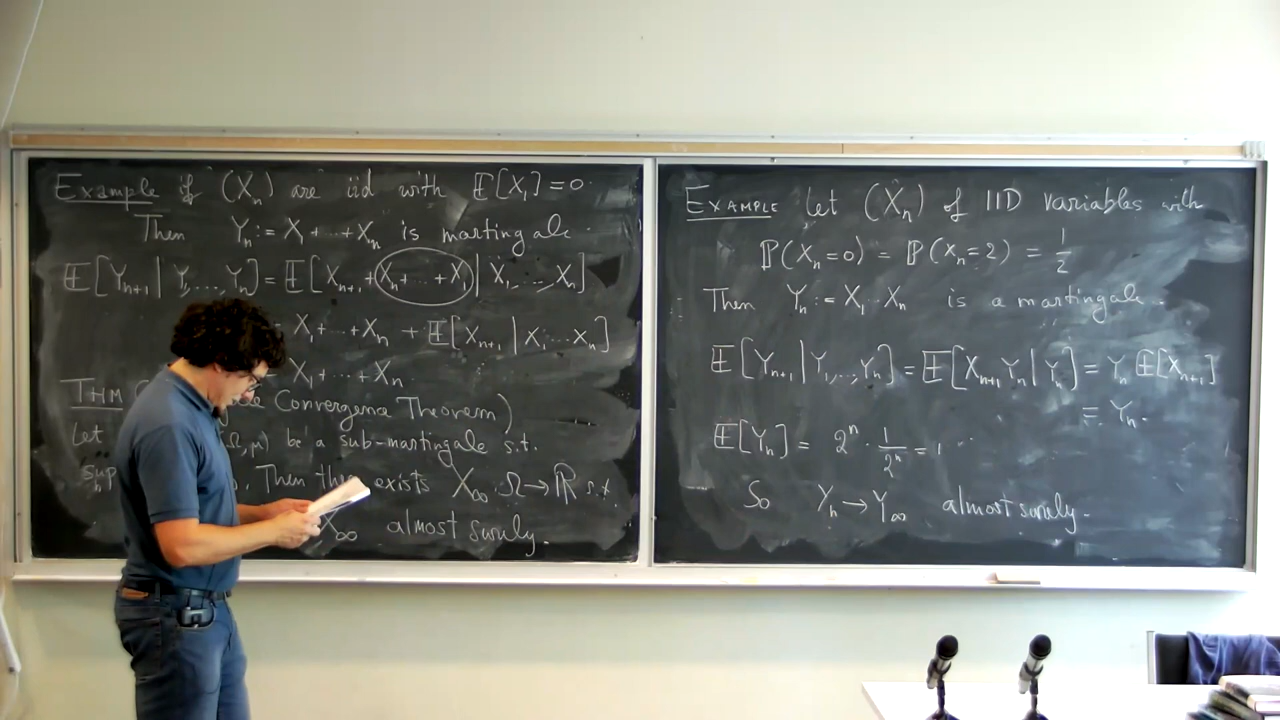 Example if (Xₙ) are iid with 𝔼[X₁]=0.
Then Yₙ := X₁+...+Xₙ is martingale.
𝔼[Yₙ₊₁ | Y₁,...,Yₙ] = 𝔼[Xₙ₊₁+Xₙ+...+X₁ | X₁,...,Xₙ]
= X₁+...+Xₙ + 𝔼[Xₙ₊₁ | X₁...Xₙ]
= X₁+...+Xₙ
THM ( Convergence Theorem)
Let Ω,μ) be a sub-martingale s.t.
sup . Then there exists X∞ Ω→ℝ s.t.
X∞ almost surely.
EXAMPLE Let (Xₙ) of IID variables with
ℙ(Xₙ=0) = ℙ(Xₙ=2) = 1/2
Then Yₙ := X₁...Xₙ is a martingale.
𝔼[Yₙ₊₁ | Y₁,...,Yₙ] = 𝔼[Xₙ₊₁ Yₙ | Yₙ] = Yₙ 𝔼[Xₙ₊₁]
= Yₙ.
𝔼[Yₙ] = 2ⁿ · 1/2ⁿ = 1
So Yₙ → Y∞ almost surely.